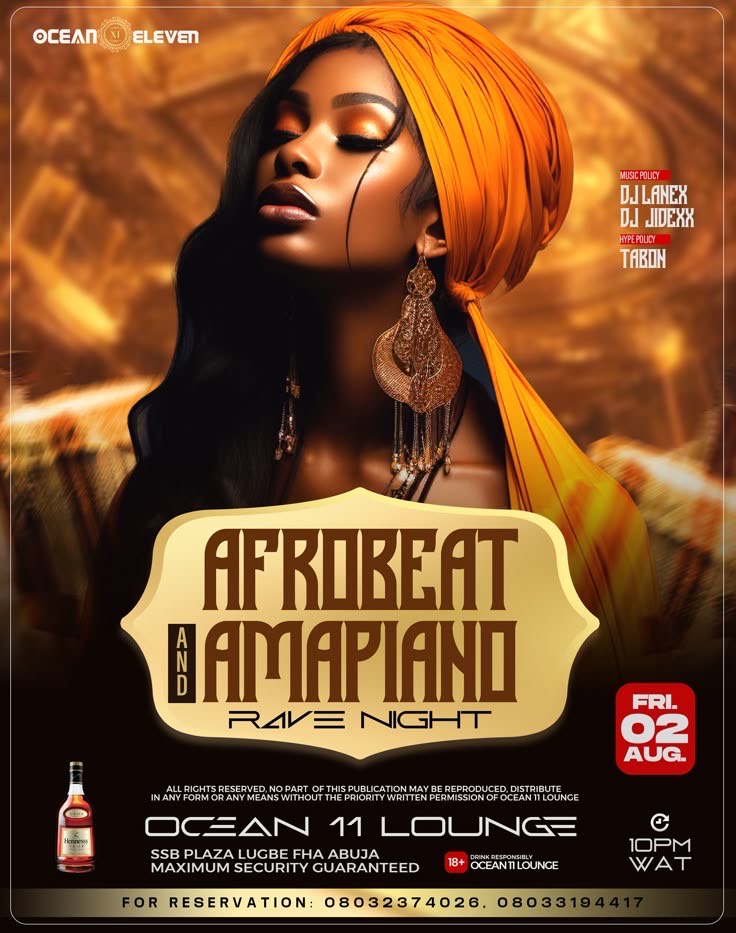 OCEAN XI ELEVEN
MUSIC POLICY
DJ LANEX
DJ JIDEXX
HYPE POLICY
TABON
AFROBEAT
AND
AMAPIANO
RAVE NIGHT
FRI.
02
AUG.
ALL RIGHTS RESERVED, NO PART OF THIS PUBLICATION MAY BE REPRODUCED, DISTRIBUTE
IN ANY FORM OR ANY MEANS WITHOUT THE PRIORITY WRITTEN PERMISSION OF OCEAN 11 LOUNGE
OCEAN 11 LOUNGE
SSB PLAZA LUGBE FHA ABUJA
MAXIMUM SECURITY GUARANTEED
18+
DRINK RESPONSIBLY
OCEAN 11 LOUNGE
10PM
WAT
Hennessy
FOR RESERVATION: 08032374026, 08033194417